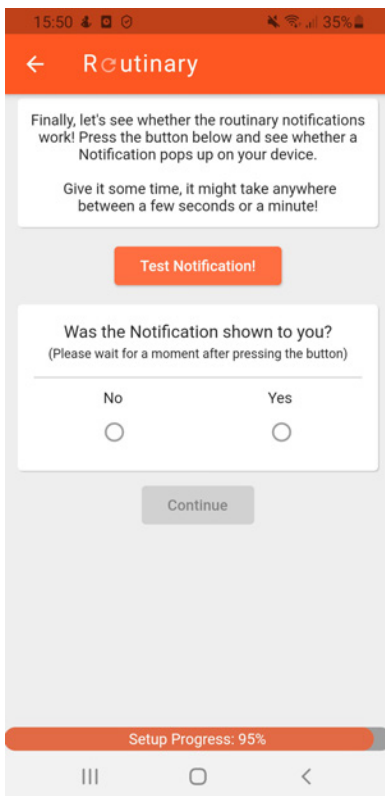 15:50 35%
Routinary
Finally, let's see whether the routinary notifications
work! Press the button below and see whether a
Notification pops up on your device.
Give it some time, it might take anywhere
between a few seconds or a minute!
Test Notification!
Was the Notification shown to you?
(Please wait for a moment after pressing the button)
No Yes
Continue
Setup Progress: 95%